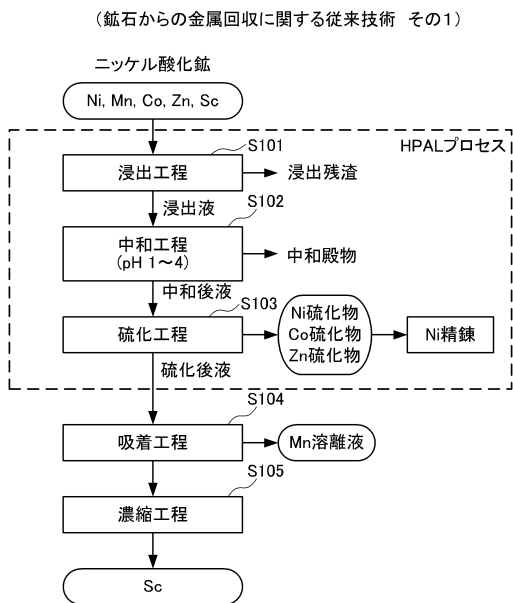 (鉱石からの金属回収に関する従来技術 その1)
ニッケル酸化鉱
Ni, Mn, Co, Zn, Sc
HPALプロセス
S101
浸出工程
浸出残渣
浸出液
S102
中和工程
(pH 1～4)
中和殿物
中和後液
S103
硫化工程
Ni硫化物
Co硫化物
Zn硫化物
Ni精錬
硫化後液
S104
吸着工程
Mn溶離液
S105
濃縮工程
Sc